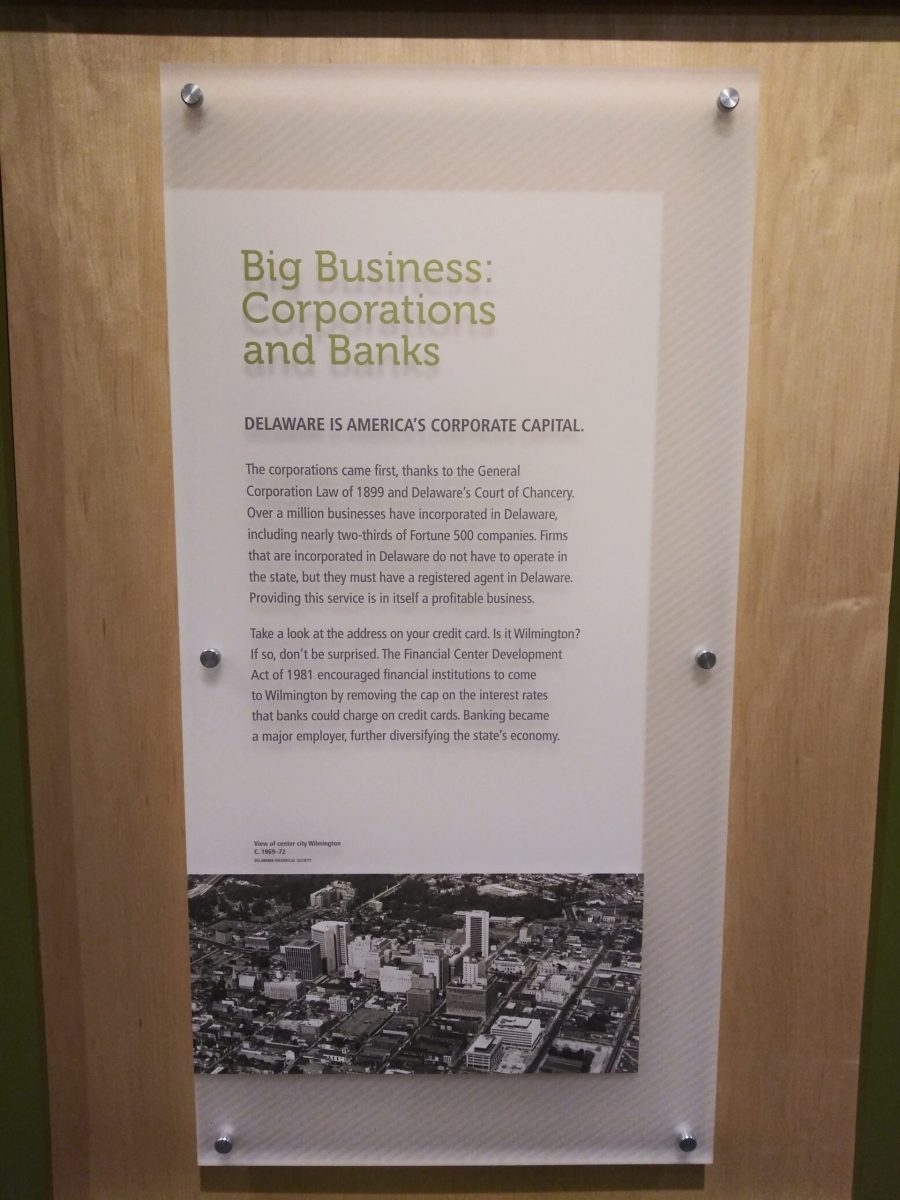 Big Business:
Corporations
and Banks
DELAWARE IS AMERICA'S CORPORATE CAPITAL.
The corporations came first, thanks to the General
Corporation Law of 1899 and Delaware's Court of Chancery.
Over a million businesses have incorporated in Delaware,
including nearly two-thirds of Fortune 500 companies. Firms
that are incorporated in Delaware do not have to operate in
the state, but they must have a registered agent in Delaware.
Providing this service is in itself a profitable business.
Take a look at the address on your credit card. Is it Wilmington?
If so, don't be surprised. The Financial Center Development
Act of 1981 encouraged financial institutions to come
to Wilmington by removing the cap on the interest rates
that banks could charge on credit cards. Banking became
a major employer, further diversifying the state's economy.
View of center city Wilmington
C. 1969–72
DELAWARE HISTORICAL SOCIETY